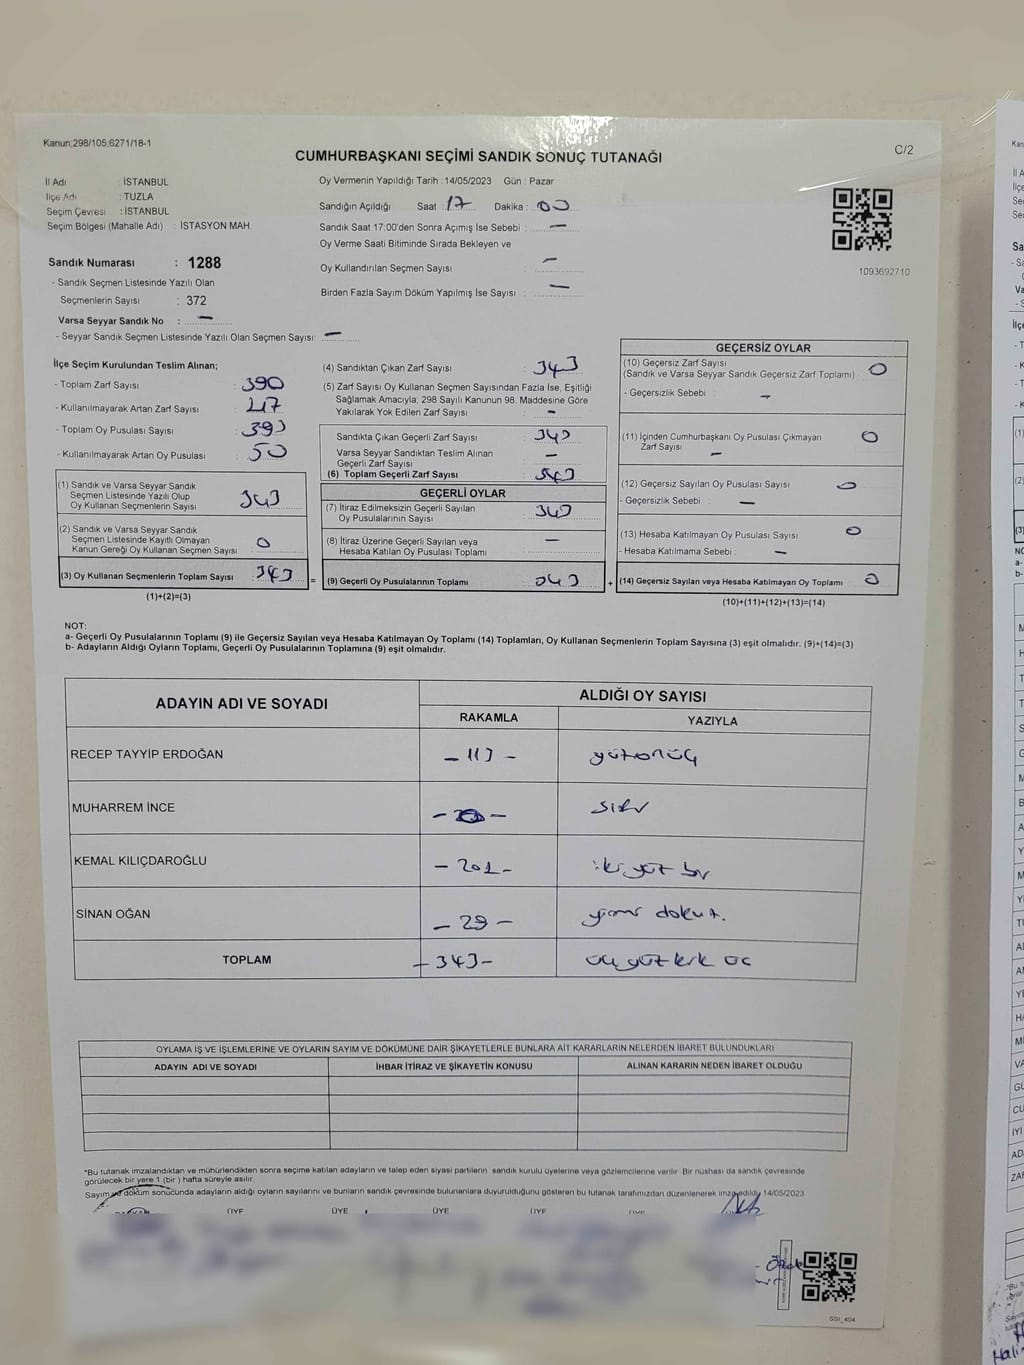 Kanun;298/105;6271/18-1
C/2
CUMHURBAŞKANI SEÇİMİ SANDIK SONUÇ TUTANAĞI
İl Adı : İSTANBUL
İlçe Adı : TUZLA
Seçim Çevresi : İSTANBUL
Seçim Bölgesi (Mahalle Adı) : İSTASYON MAH.
Sandık Numarası : 1288
- Sandık Seçmen Listesinde Yazılı Olan
Seçmenlerin Sayısı : 372
Varsa Seyyar Sandık No : —
- Seyyar Sandık Seçmen Listesinde Yazılı Olan Seçmen Sayısı: —
Oy Vermenin Yapıldığı Tarih : 14/05/2023 Gün : Pazar
Sandığın Açıldığı Saat 17 Dakika : 00
Sandık Saat 17:00'den Sonra Açımış İse Sebebi : —
Oy Verme Saati Bitiminde Sırada Bekleyen ve
Oy Kullandırılan Seçmen Sayısı : —
Birden Fazla Sayım Döküm Yapılmış İse Sayısı : —
1093692710
İlçe Seçim Kurulundan Teslim Alınan;
- Toplam Zarf Sayısı : 390
- Kullanılmayarak Artan Zarf Sayısı : 47
- Toplam Oy Pusulası Sayısı : 393
- Kullanılmayarak Artan Oy Pusulası : 50
(1) Sandık ve Varsa Seyyar Sandık
Seçmen Listesinde Yazılı Olup
Oy Kullanan Seçmenlerin Sayısı 343
(2) Sandık ve Varsa Seyyar Sandık
Seçmen Listesinde Kayıtlı Olmayan
Kanun Gereği Oy Kullanan Seçmen Sayısı 0
(3) Oy Kullanan Seçmenlerin Toplam Sayısı 343 =
(1)+(2)=(3)
(4) Sandıktan Çıkan Zarf Sayısı : 343
(5) Zarf Sayısı Oy Kullanan Seçmen Sayısından Fazla İse, Eşitliği
Sağlamak Amacıyla; 298 Sayılı Kanunun 98. Maddesine Göre
Yakılarak Yok Edilen Zarf Sayısı : —
Sandıkta Çıkan Geçerli Zarf Sayısı : 343
Varsa Seyyar Sandıktan Teslim Alınan
Geçerli Zarf Sayısı : —
(6) Toplam Geçerli Zarf Sayısı : 343
GEÇERLİ OYLAR
(7) İtiraz Edilmeksizin Geçerli Sayılan
Oy Pusulalarının Sayısı : 343
(8) İtiraz Üzerine Geçerli Sayılan veya
Hesaba Katılan Oy Pusulası Toplamı : —
(9) Geçerli Oy Pusulalarının Toplamı : 343 +
GEÇERSİZ OYLAR
(10) Geçersiz Zarf Sayısı
(Sandık ve Varsa Seyyar Sandık Geçersiz Zarf Toplamı) : 0
- Geçersizlik Sebebi : —
(11) İçinden Cumhurbaşkanı Oy Pusulası Çıkmayan
Zarf Sayısı : 0
—
(12) Geçersiz Sayılan Oy Pusulası Sayısı : 0
- Geçersizlik Sebebi : —
(13) Hesaba Katılmayan Oy Pusulası Sayısı : 0
- Hesaba Katılmama Sebebi : —
(14) Geçersiz Sayılan veya Hesaba Katılmayan Oy Toplamı : 0
(10)+(11)+(12)+(13)=(14)
NOT:
a- Geçerli Oy Pusulalarının Toplamı (9) ile Geçersiz Sayılan veya Hesaba Katılmayan Oy Toplamı (14) Toplamları, Oy Kullanan Seçmenlerin Toplam Sayısına (3) eşit olmalıdır. (9)+(14)=(3)
b- Adayların Aldığı Oyların Toplamı, Geçerli Oy Pusulalarının Toplamına (9) eşit olmalıdır.
ADAYIN ADI VE SOYADI
ALDIĞI OY SAYISI
RAKAMLA YAZIYLA
RECEP TAYYİP ERDOĞAN - 113 - yüzonüç
MUHARREM İNCE - 0 - sıfır
KEMAL KILIÇDAROĞLU - 201 - iki yüz bir
SİNAN OĞAN - 29 - yirmi dokuz.
TOPLAM - 343 - üçyüz kırk üç
OYLAMA İŞ VE İŞLEMLERİNE VE OYLARIN SAYIM VE DÖKÜMÜNE DAİR ŞİKAYETLERLE BUNLARA AİT KARARLARIN NELERDEN İBARET BULUNDUKLARI
ADAYIN ADI VE SOYADI İHBAR İTİRAZ VE ŞİKAYETİN KONUSU ALINAN KARARIN NEDEN İBARET OLDUĞU
*Bu tutanak imzalandıktan ve mühürlendikten sonra seçime katılan adayların ve talep eden siyasi partilerin sandık kurulu üyelerine veya gözlemcilerine verilir. Bir nüshası da sandık çevresinde
görülecek bir yere 1 (bir ) hafta süreyle asılır.
Sayım ve döküm sonucunda adayların aldığı oyların sayılarını ve bunların sandık çevresinde bulunanlara duyurulduğunu gösteren bu tutanak tarafımızdan düzenlenerek imzaedildi. 14/05/2023
BAŞKAN ÜYE ÜYE ÜYE ÜYE ÜYE
SSI_404